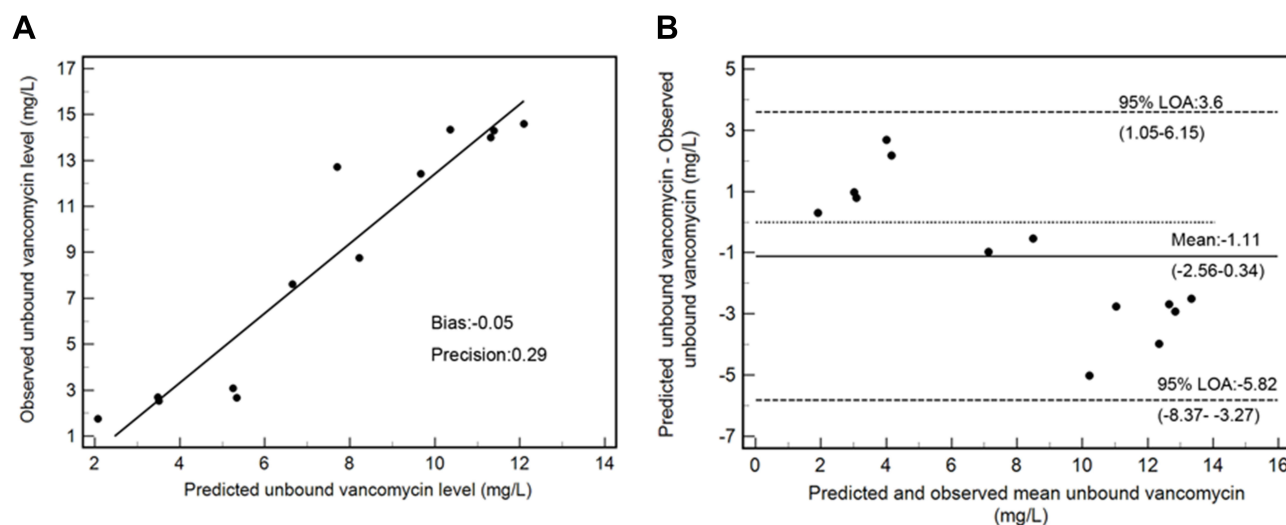 A
17
15
13
11
9
7
5
3
1
Observed unbound vancomycin level (mg/L)
Bias:-0.05
Precision:0.29
2 4 6 8 10 12 14
Predicted unbound vancomycin level (mg/L)
B
5
3
1
-1
-3
-5
-7
Predicted unbound vancomycin - Observed
unbound vancomycin (mg/L)
95% LOA:3.6
(1.05-6.15)
Mean:-1.11
(-2.56-0.34)
95% LOA:-5.82
(-8.37- -3.27)
0 2 4 6 8 10 12 14 16
Predicted and observed mean unbound vancomycin
(mg/L)